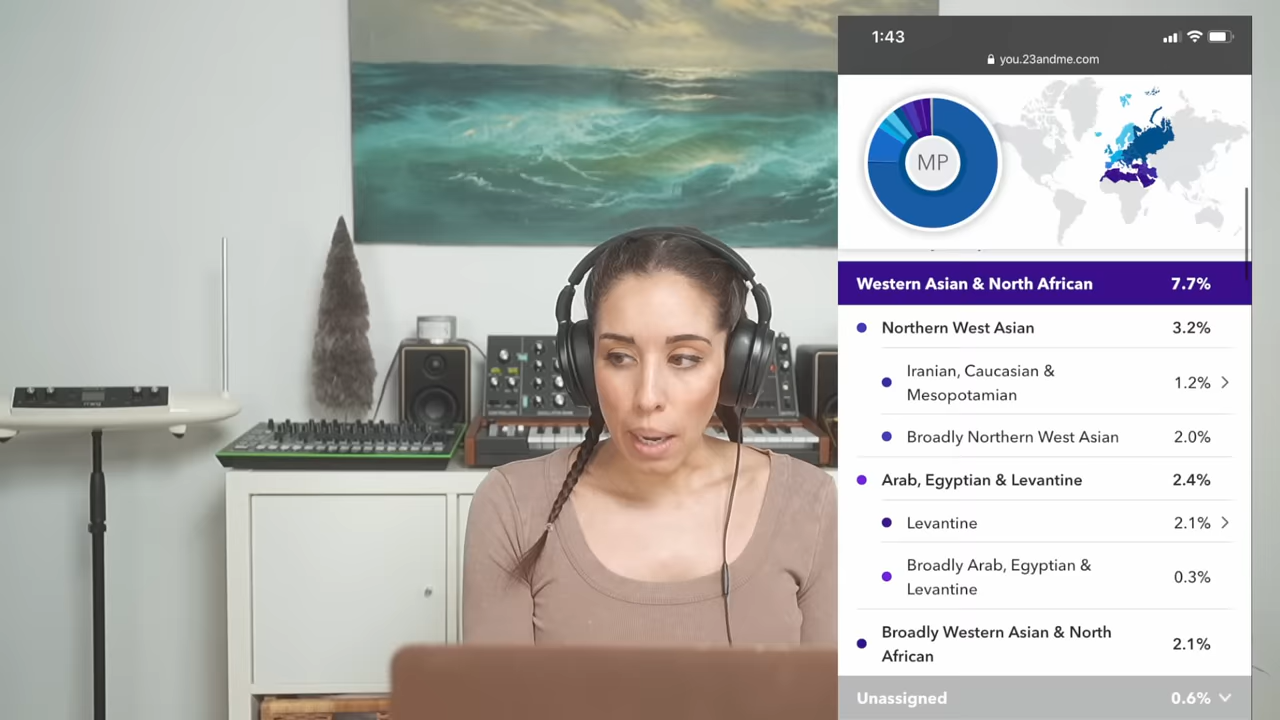 1:43
you.23andme.com
MP
Western Asian & North African 7.7%
Northern West Asian 3.2%
Iranian, Caucasian &
Mesopotamian 1.2%
Broadly Northern West Asian 2.0%
Arab, Egyptian & Levantine 2.4%
Levantine 2.1%
Broadly Arab, Egyptian &
Levantine 0.3%
Broadly Western Asian & North
African 2.1%
Unassigned 0.6%